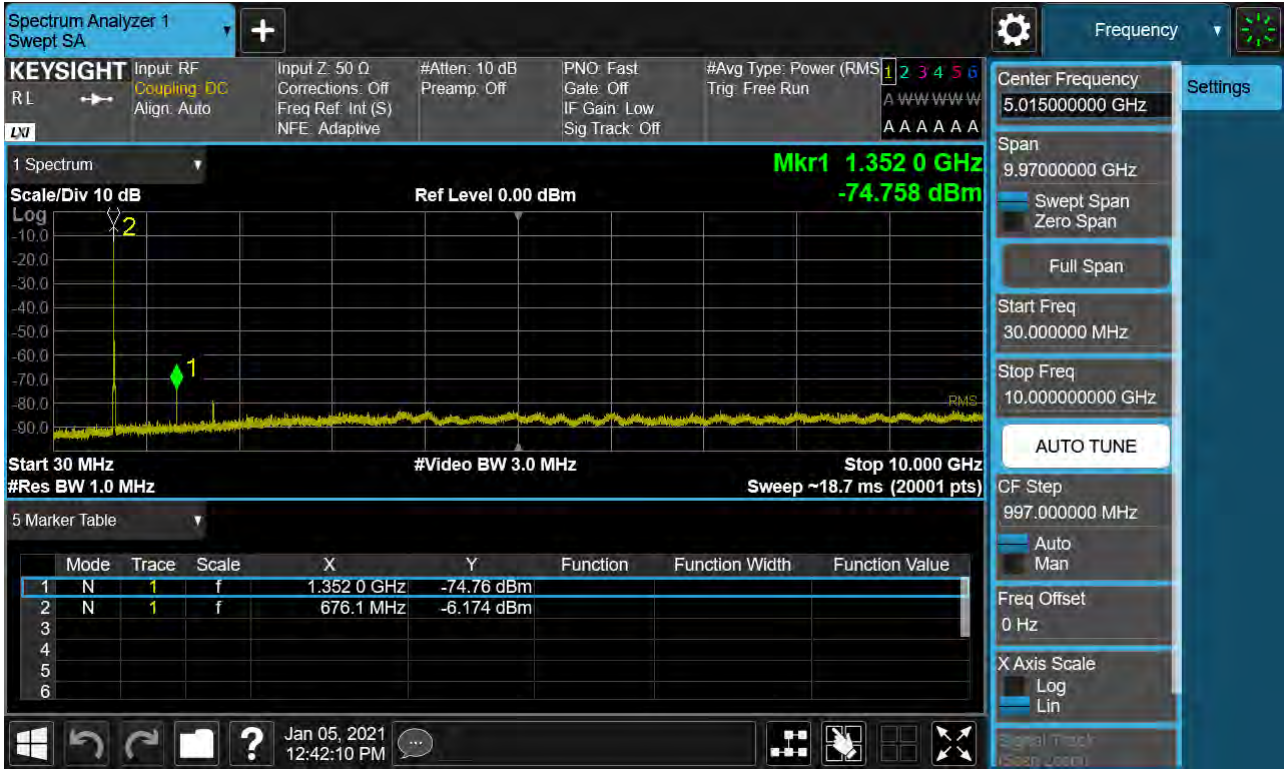 Spectrum Analyzer 1
Swept SA
+
Frequency
KEYSIGHT
R L
LXI
Input: RF
Coupling: DC
Align: Auto
Input Z: 50 Ω
Corrections: Off
Freq Ref: Int (S)
NFE: Adaptive
#Atten: 10 dB
Preamp: Off
PNO: Fast
Gate: Off
IF Gain: Low
Sig Track: Off
#Avg Type: Power (RMS
Trig: Free Run
1 2 3 4 5 6
A W W W W W
A A A A A A
1 Spectrum
Mkr1 1.352 0 GHz
-74.758 dBm
Scale/Div 10 dB
Ref Level 0.00 dBm
Log
-10.0
-20.0
-30.0
-40.0
-50.0
-60.0
-70.0
-80.0
-90.0
2
1
RMS
Start 30 MHz
#Video BW 3.0 MHz
Stop 10.000 GHz
#Res BW 1.0 MHz
Sweep ~18.7 ms (20001 pts)
5 Marker Table
Mode Trace Scale X Y Function Function Width Function Value
1 N 1 f 1.352 0 GHz -74.76 dBm
2 N 1 f 676.1 MHz -6.174 dBm
3
4
5
6
Center Frequency
5.015000000 GHz
Settings
Span
9.97000000 GHz
Swept Span
Zero Span
Full Span
Start Freq
30.000000 MHz
Stop Freq
10.000000000 GHz
AUTO TUNE
CF Step
997.000000 MHz
Auto
Man
Freq Offset
0 Hz
X Axis Scale
Log
Lin
Signal Track
(Span Zoom)
?
Jan 05, 2021
12:42:10 PM